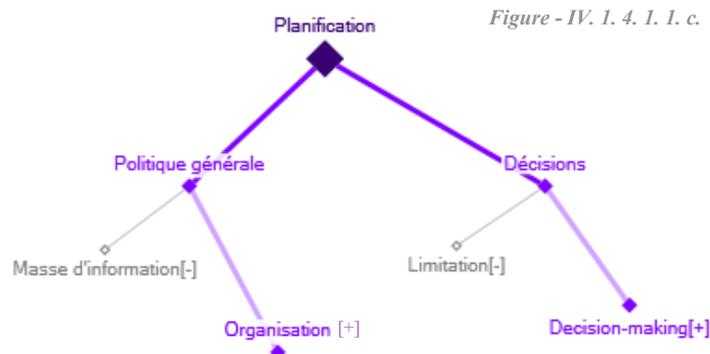 Figure - IV. 1. 4. 1. 1. c.
Planification
Politique générale
Décisions
Masse d'information[-]
Limitation[-]
Organisation [+]
Decision-making[+]